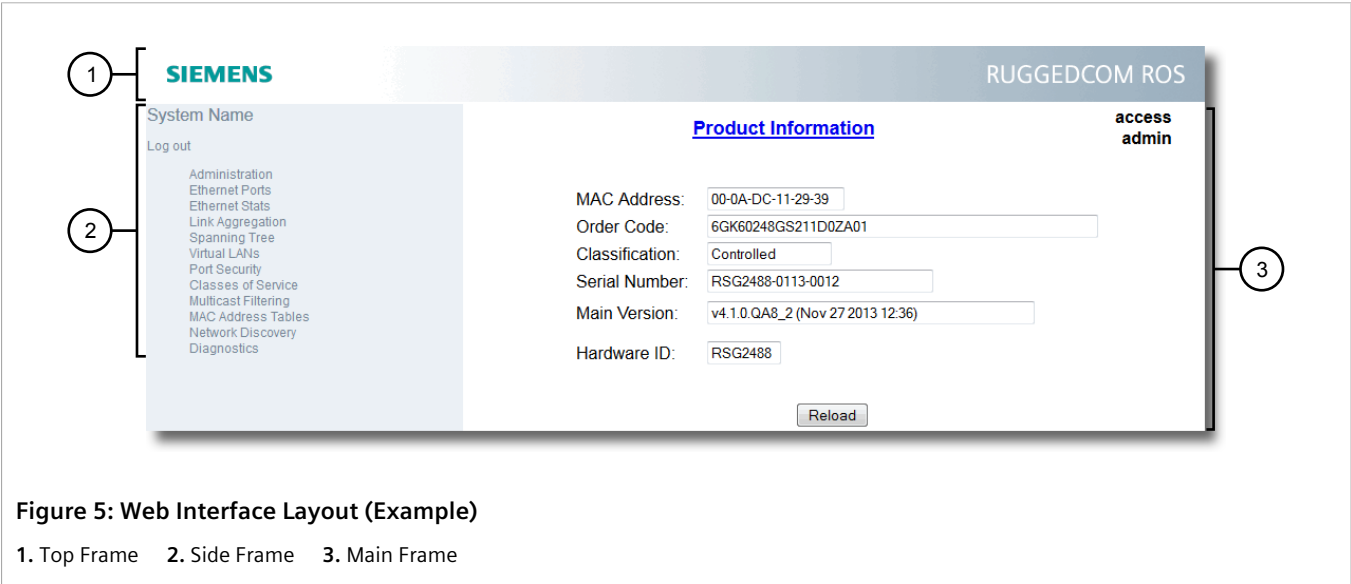 1
SIEMENS
RUGGEDCOM ROS
2
System Name
Log out
Administration
Ethernet Ports
Ethernet Stats
Link Aggregation
Spanning Tree
Virtual LANs
Port Security
Classes of Service
Multicast Filtering
MAC Address Tables
Network Discovery
Diagnostics
Product Information
access
admin
MAC Address: 00-0A-DC-11-29-39
Order Code: 6GK60248GS211D0ZA01
Classification: Controlled
Serial Number: RSG2488-0113-0012
Main Version: v4.1.0.QA8_2 (Nov 27 2013 12:36)
Hardware ID: RSG2488
Reload
3
Figure 5: Web Interface Layout (Example)
1. Top Frame 2. Side Frame 3. Main Frame